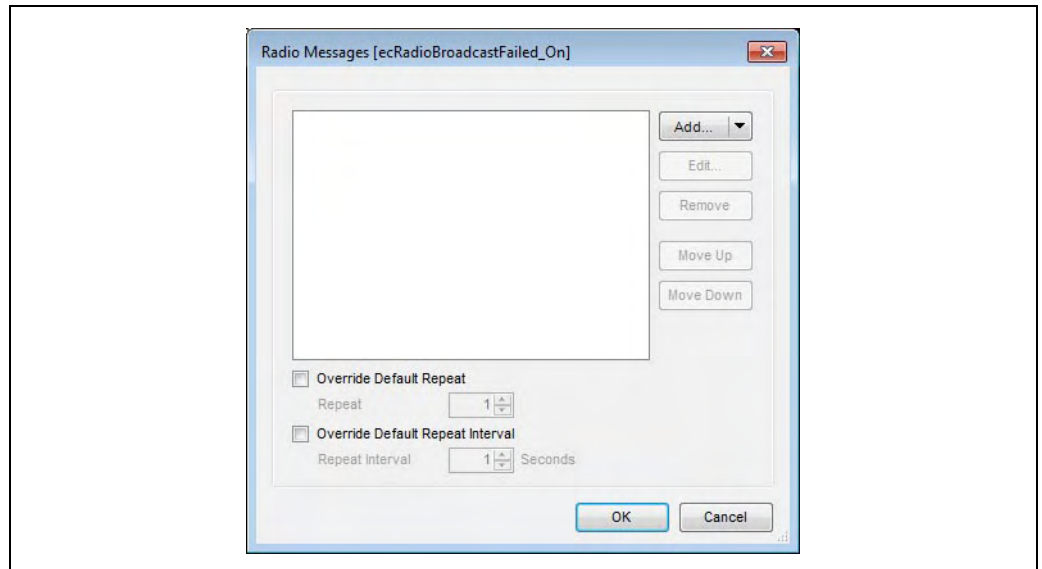 Radio Messages [ecRadioBroadcastFailed_On]
Add...
Edit...
Remove
Move Up
Move Down
Override Default Repeat
Repeat 1
Override Default Repeat Interval
Repeat Interval 1 Seconds
OK Cancel